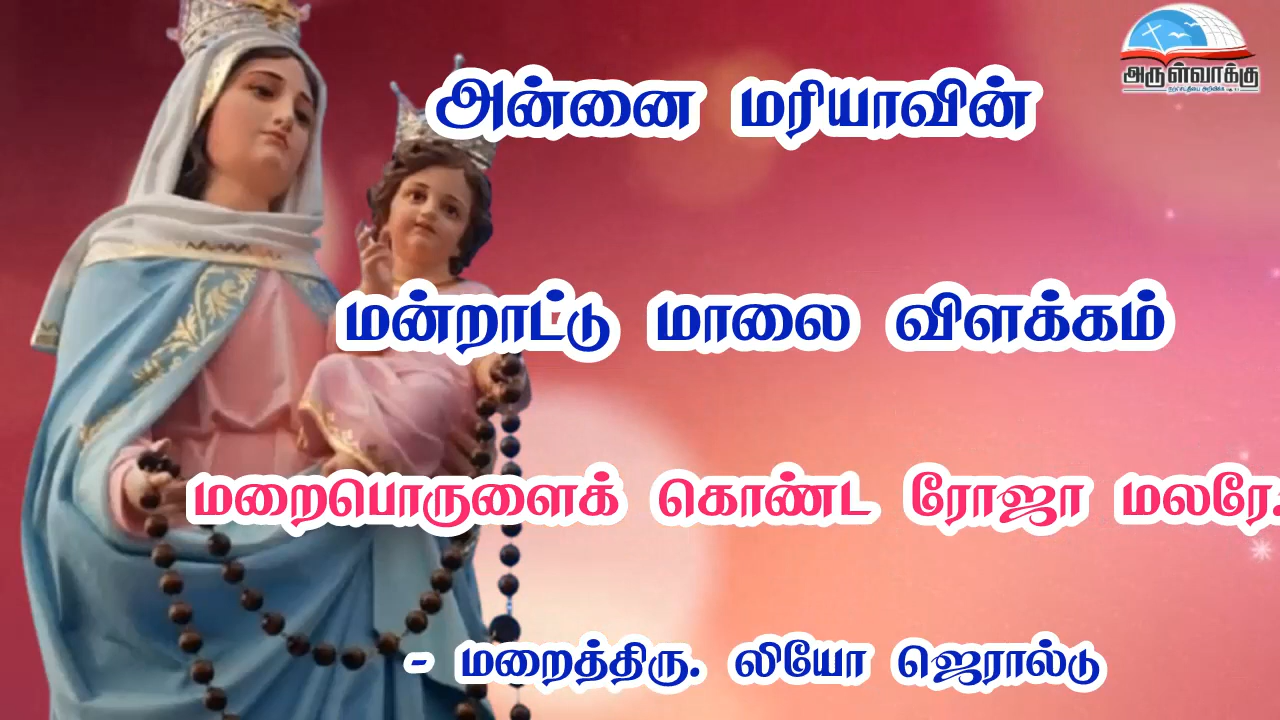 அருள்வாக்கு
அன்னை மரியாவின்
மன்றாட்டு மாலை விளக்கம்
மறைபொருளைக் கொண்ட ரோஜா மலரே.
- மறைத்திரு. லியோ ஜெரால்டு